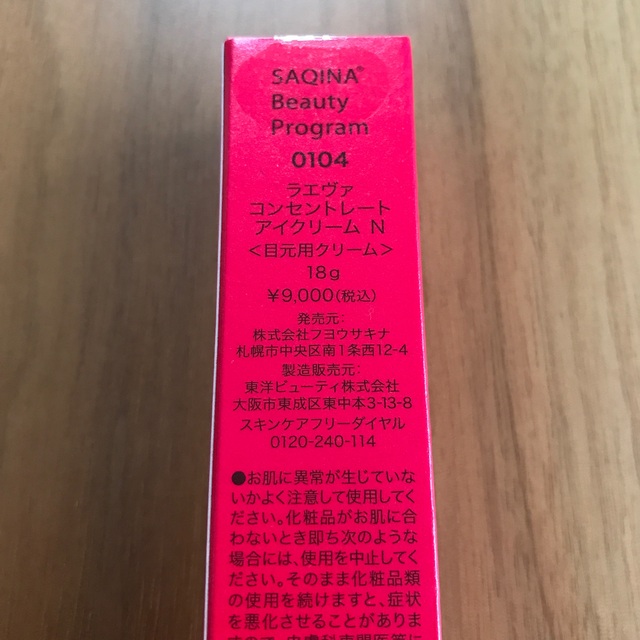 SAQINA®
Beauty
Program
0104
ラエヴァ
コンセントレート
アイクリーム N
<目元用クリーム>
18g
¥9,000(税込)
発売元:
株式会社フヨウサキナ
札幌市中央区南1条西12-4
製造販売元:
東洋ビューティ株式会社
大阪市東成区東中本3-13-8
スキンケアフリーダイヤル
0120-240-114
●お肌に異常が生じていな
いかよく注意して使用してく
ださい。化粧品がお肌に合
わないとき即ち次のような
場合には、使用を中止してく
ださい。そのまま化粧品類
の使用を続けますと、症状
を悪化させることがありま